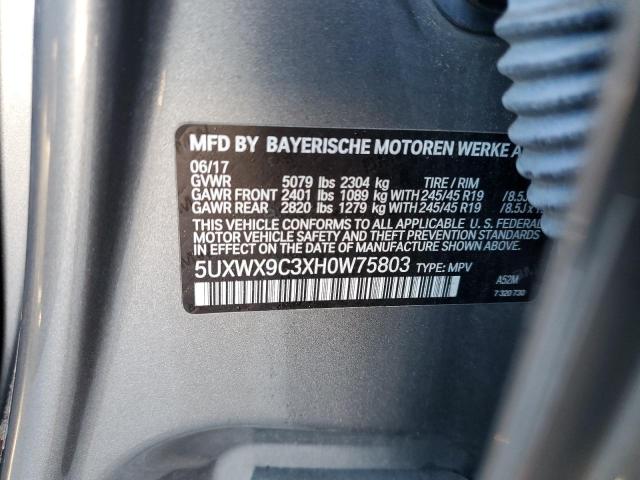 MFD BY BAYERISCHE MOTOREN WERKE A
06/17
GVWR 5079 lbs 2304 kg TIRE / RIM
GAWR FRONT 2401 lbs 1089 kg WITH 245/45 R19 /8.5J
GAWR REAR 2820 lbs 1279 kg WITH 245/45 R19 /8.5J x
THIS VEHICLE CONFORMS TO ALL APPLICABLE U. S. FEDERAL
MOTOR VEHICLE SAFETY STANDARDS
IN EFFECT ON THE DATE OF MANUFACTURE SHOWN ABOVE.
5UXWX9C3XH0W75803 TYPE: MPV
A52M
7 320 730